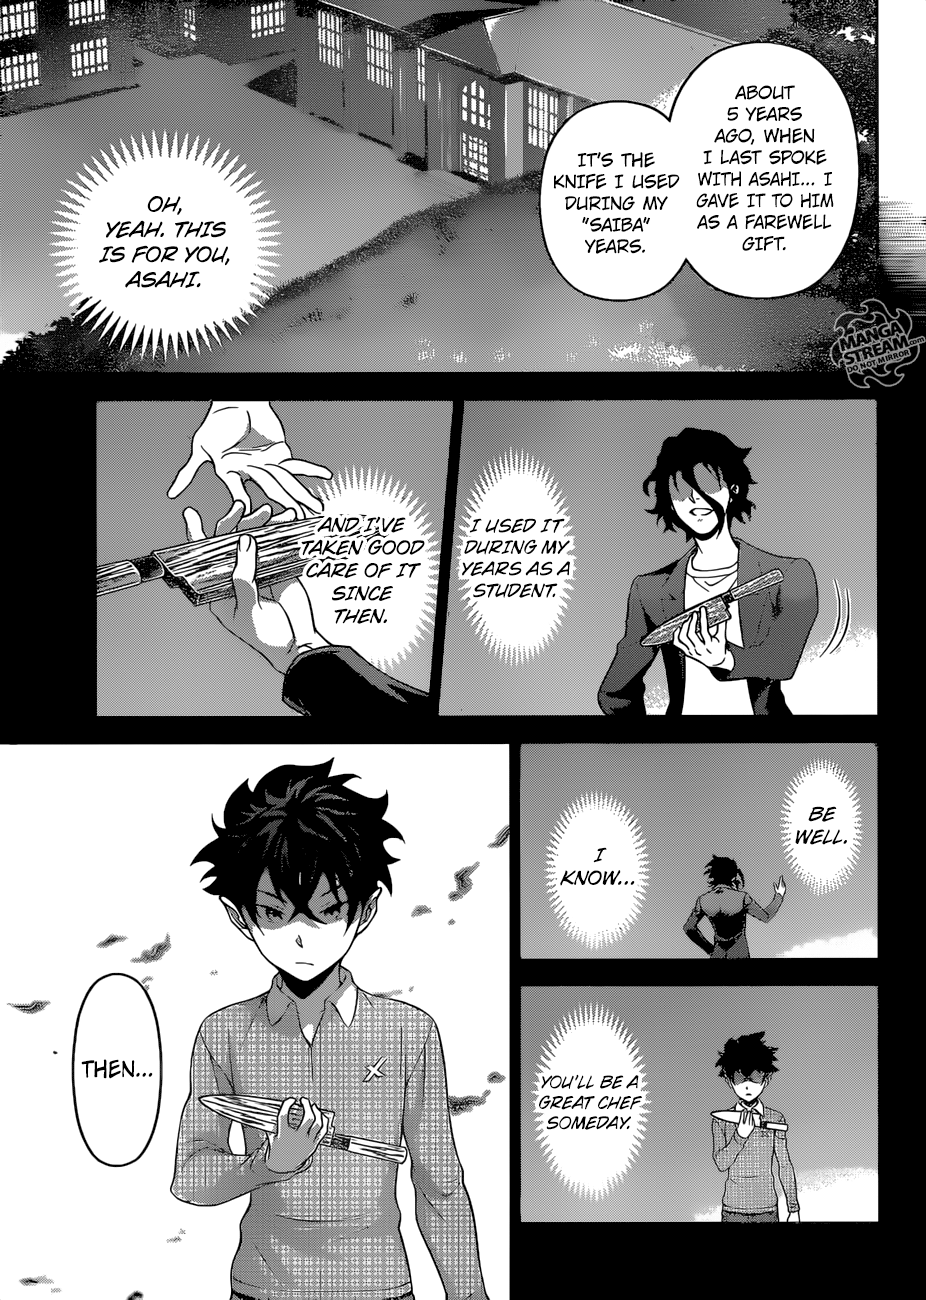 ABOUT
5 YEARS
AGO, WHEN
I LAST SPOKE
WITH ASAHI... I
GAVE IT TO HIM
AS A FAREWELL
GIFT.
IT'S THE
KNIFE I USED
DURING MY
"SAIBA"
YEARS.
OH,
YEAH. THIS
IS FOR YOU,
ASAHI.
MANGA
STREAM.com
DO NOT MIRROR
I USED IT
DURING MY
YEARS AS A
STUDENT.
AND I'VE
TAKEN GOOD
CARE OF IT
SINCE
THEN.
BE
WELL.
I
KNOW...
YOU'LL BE A
GREAT CHEF
SOMEDAY.
THEN...